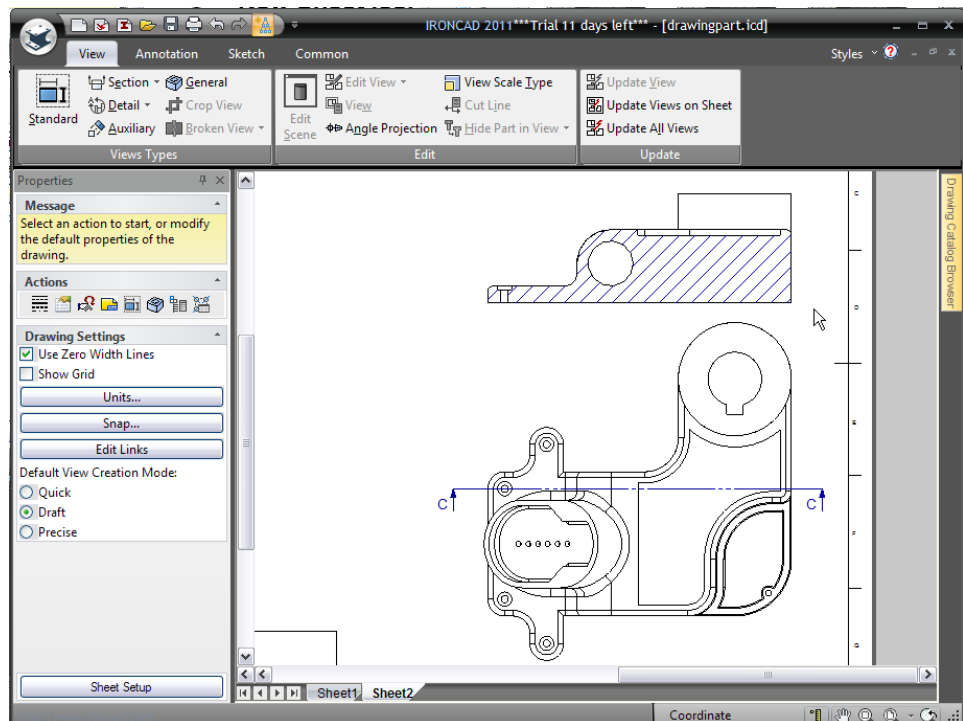 IRONCAD 2011***Trial 11 days left*** - [drawingpart.icd]
View Annotation Sketch Common Styles
Standard
Section General
Detail Crop View
Auxiliary Broken View
Views Types
Edit Scene
Edit View View Scale Type
View Cut Line
Angle Projection Hide Part in View
Edit
Update View
Update Views on Sheet
Update All Views
Update
Properties
Message
Select an action to start, or modify
the default properties of the
drawing.
Actions
Drawing Settings
Use Zero Width Lines
Show Grid
Units...
Snap...
Edit Links
Default View Creation Mode:
Quick
Draft
Precise
Sheet Setup
C C
Drawing Catalog Browser
Sheet1 Sheet2
Coordinate